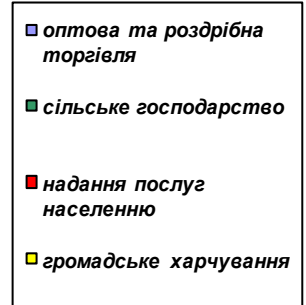 оптова та роздрібна
торгівля
сільське господарство
надання послуг
населенню
громадське харчування